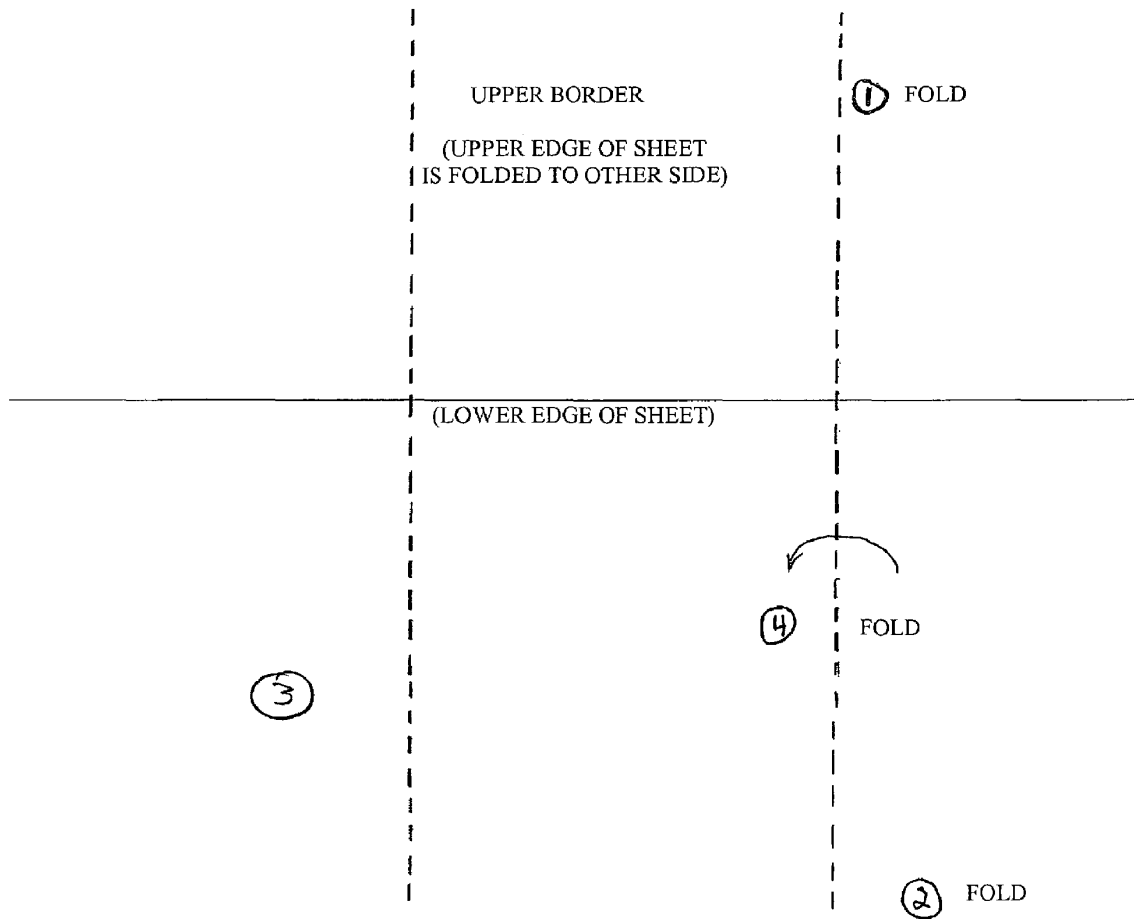 UPPER BORDER
1 FOLD
(UPPER EDGE OF SHEET
IS FOLDED TO OTHER SIDE)
(LOWER EDGE OF SHEET)
4 FOLD
3
2 FOLD